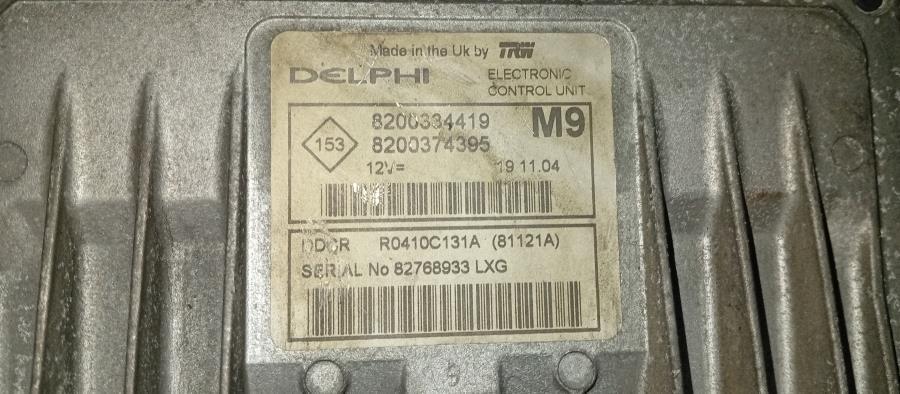 Made in the Uk by TRW
DELPHI
ELECTRONIC
CONTROL UNIT
153
8200334419
M9
8200374395
12V=
19 11.04
DDCR R0410C131A (81121A)
SERIAL No 82768933 LXG